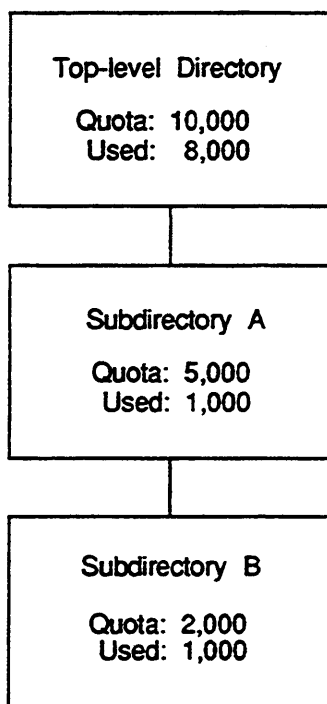 Top-level Directory
Quota: 10,000
Used: 8,000
Subdirectory A
Quota: 5,000
Used: 1,000
Subdirectory B
Quota: 2,000
Used: 1,000